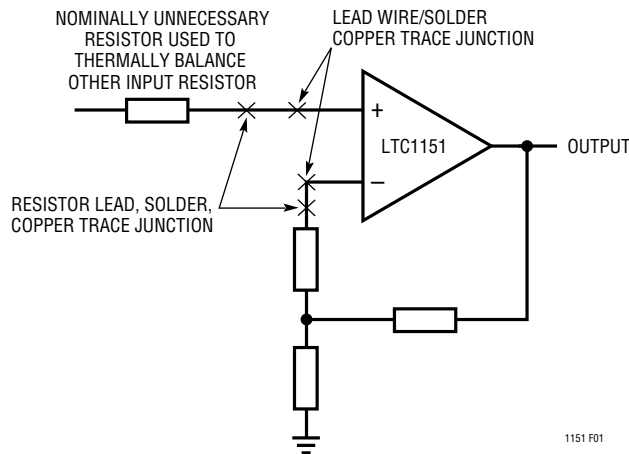 NOMINALLY UNNECESSARY
RESISTOR USED TO
THERMALLY BALANCE
OTHER INPUT RESISTOR
LEAD WIRE/SOLDER
COPPER TRACE JUNCTION
+
LTC1151
–
OUTPUT
RESISTOR LEAD, SOLDER,
COPPER TRACE JUNCTION
1151 F01